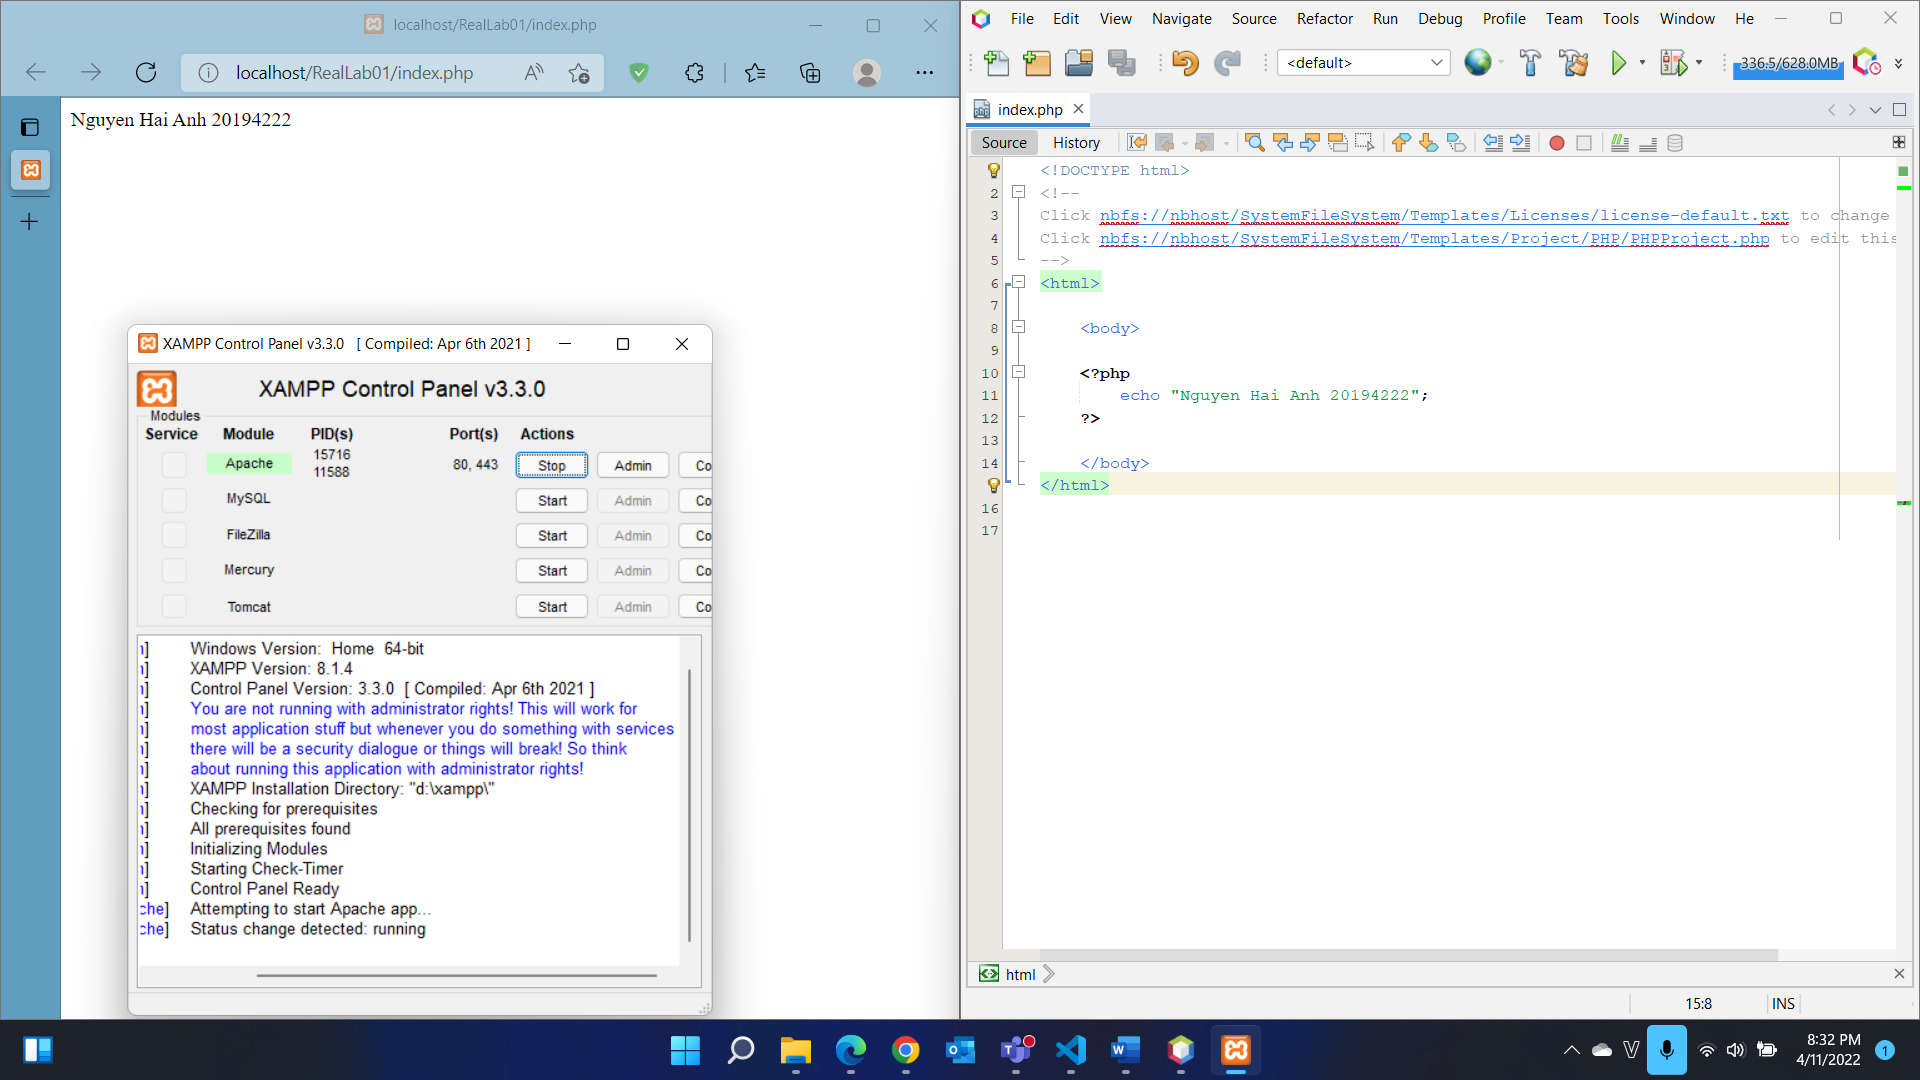 localhost/RealLab01/index.php
localhost/RealLab01/index.php
Nguyen Hai Anh 20194222
XAMPP Control Panel v3.3.0 [ Compiled: Apr 6th 2021 ]
XAMPP Control Panel v3.3.0
Modules
Service Module PID(s) Port(s) Actions
Apache 15716 11588 80, 443 Stop Admin Co
MySQL Start Admin Co
FileZilla Start Admin Co
Mercury Start Admin Co
Tomcat Start Admin Co
] Windows Version: Home 64-bit
] XAMPP Version: 8.1.4
] Control Panel Version: 3.3.0 [ Compiled: Apr 6th 2021 ]
] You are not running with administrator rights! This will work for
] most application stuff but whenever you do something with services
] there will be a security dialogue or things will break! So think
] about running this application with administrator rights!
] XAMPP Installation Directory: "d:\xampp\"
] Checking for prerequisites
] All prerequisites found
] Initializing Modules
] Starting Check-Timer
] Control Panel Ready
che] Attempting to start Apache app...
che] Status change detected: running
File Edit View Navigate Source Refactor Run Debug Profile Team Tools Window He
<default> 336.5/628.0MB
index.php
Source History
<!DOCTYPE html>
2 <!--
3 Click nbfs://nbhost/SystemFileSystem/Templates/Licenses/license-default.txt to change
4 Click nbfs://nbhost/SystemFileSystem/Templates/Project/PHP/PHPProject.php to edit this
5 -->
6 <html>
7
8 <body>
9
10 <?php
11 echo "Nguyen Hai Anh 20194222";
12 ?>
13
14 </body>
</html>
16
17
html
15:8 INS
8:32 PM
4/11/2022
1